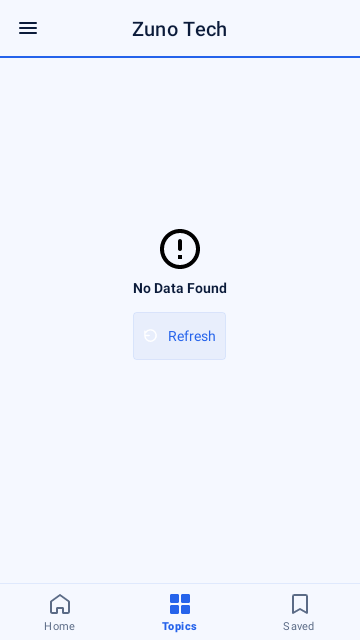 Zuno Tech
No Data Found
Refresh
Home
Topics
Saved